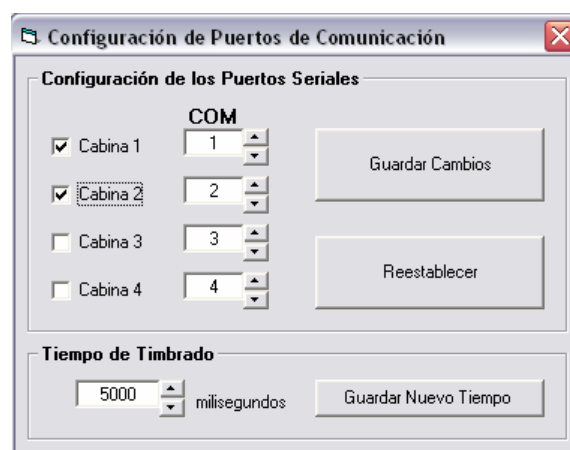 Configuración de Puertos de Comunicación
Configuración de los Puertos Seriales
COM
Cabina 1 1
Guardar Cambios
Cabina 2 2
Cabina 3 3
Reestablecer
Cabina 4 4
Tiempo de Timbrado
5000 milisegundos Guardar Nuevo Tiempo